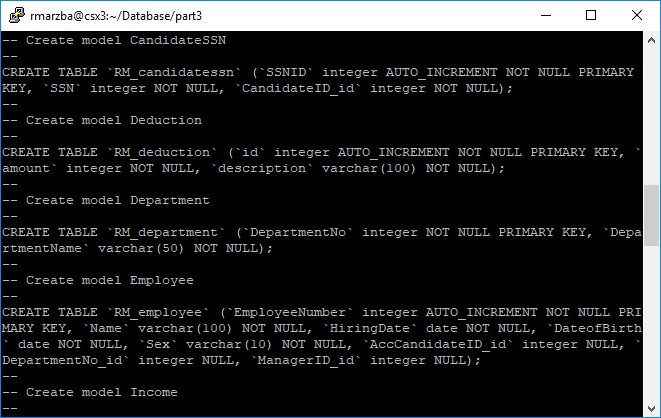 rmarzba@csx3:~/Database/part3
-- Create model CandidateSSN
--
CREATE TABLE `RM_candidatessn` (`SSNID` integer AUTO_INCREMENT NOT NULL PRIMARY
KEY, `SSN` integer NOT NULL, `CandidateID_id` integer NOT NULL);
--
-- Create model Deduction
--
CREATE TABLE `RM_deduction` (`id` integer AUTO_INCREMENT NOT NULL PRIMARY KEY, `
amount` integer NOT NULL, `description` varchar(100) NOT NULL);
--
-- Create model Department
--
CREATE TABLE `RM_department` (`DepartmentNo` integer NOT NULL PRIMARY KEY, `Depa
rtmentName` varchar(50) NOT NULL);
--
-- Create model Employee
--
CREATE TABLE `RM_employee` (`EmployeeNumber` integer AUTO_INCREMENT NOT NULL PRI
MARY KEY, `Name` varchar(100) NOT NULL, `HiringDate` date NOT NULL, `DateofBirth
` date NOT NULL, `Sex` varchar(10) NOT NULL, `AccCandidateID_id` integer NULL, `
DepartmentNo_id` integer NULL, `ManagerID_id` integer NULL);
--
-- Create model Income
--